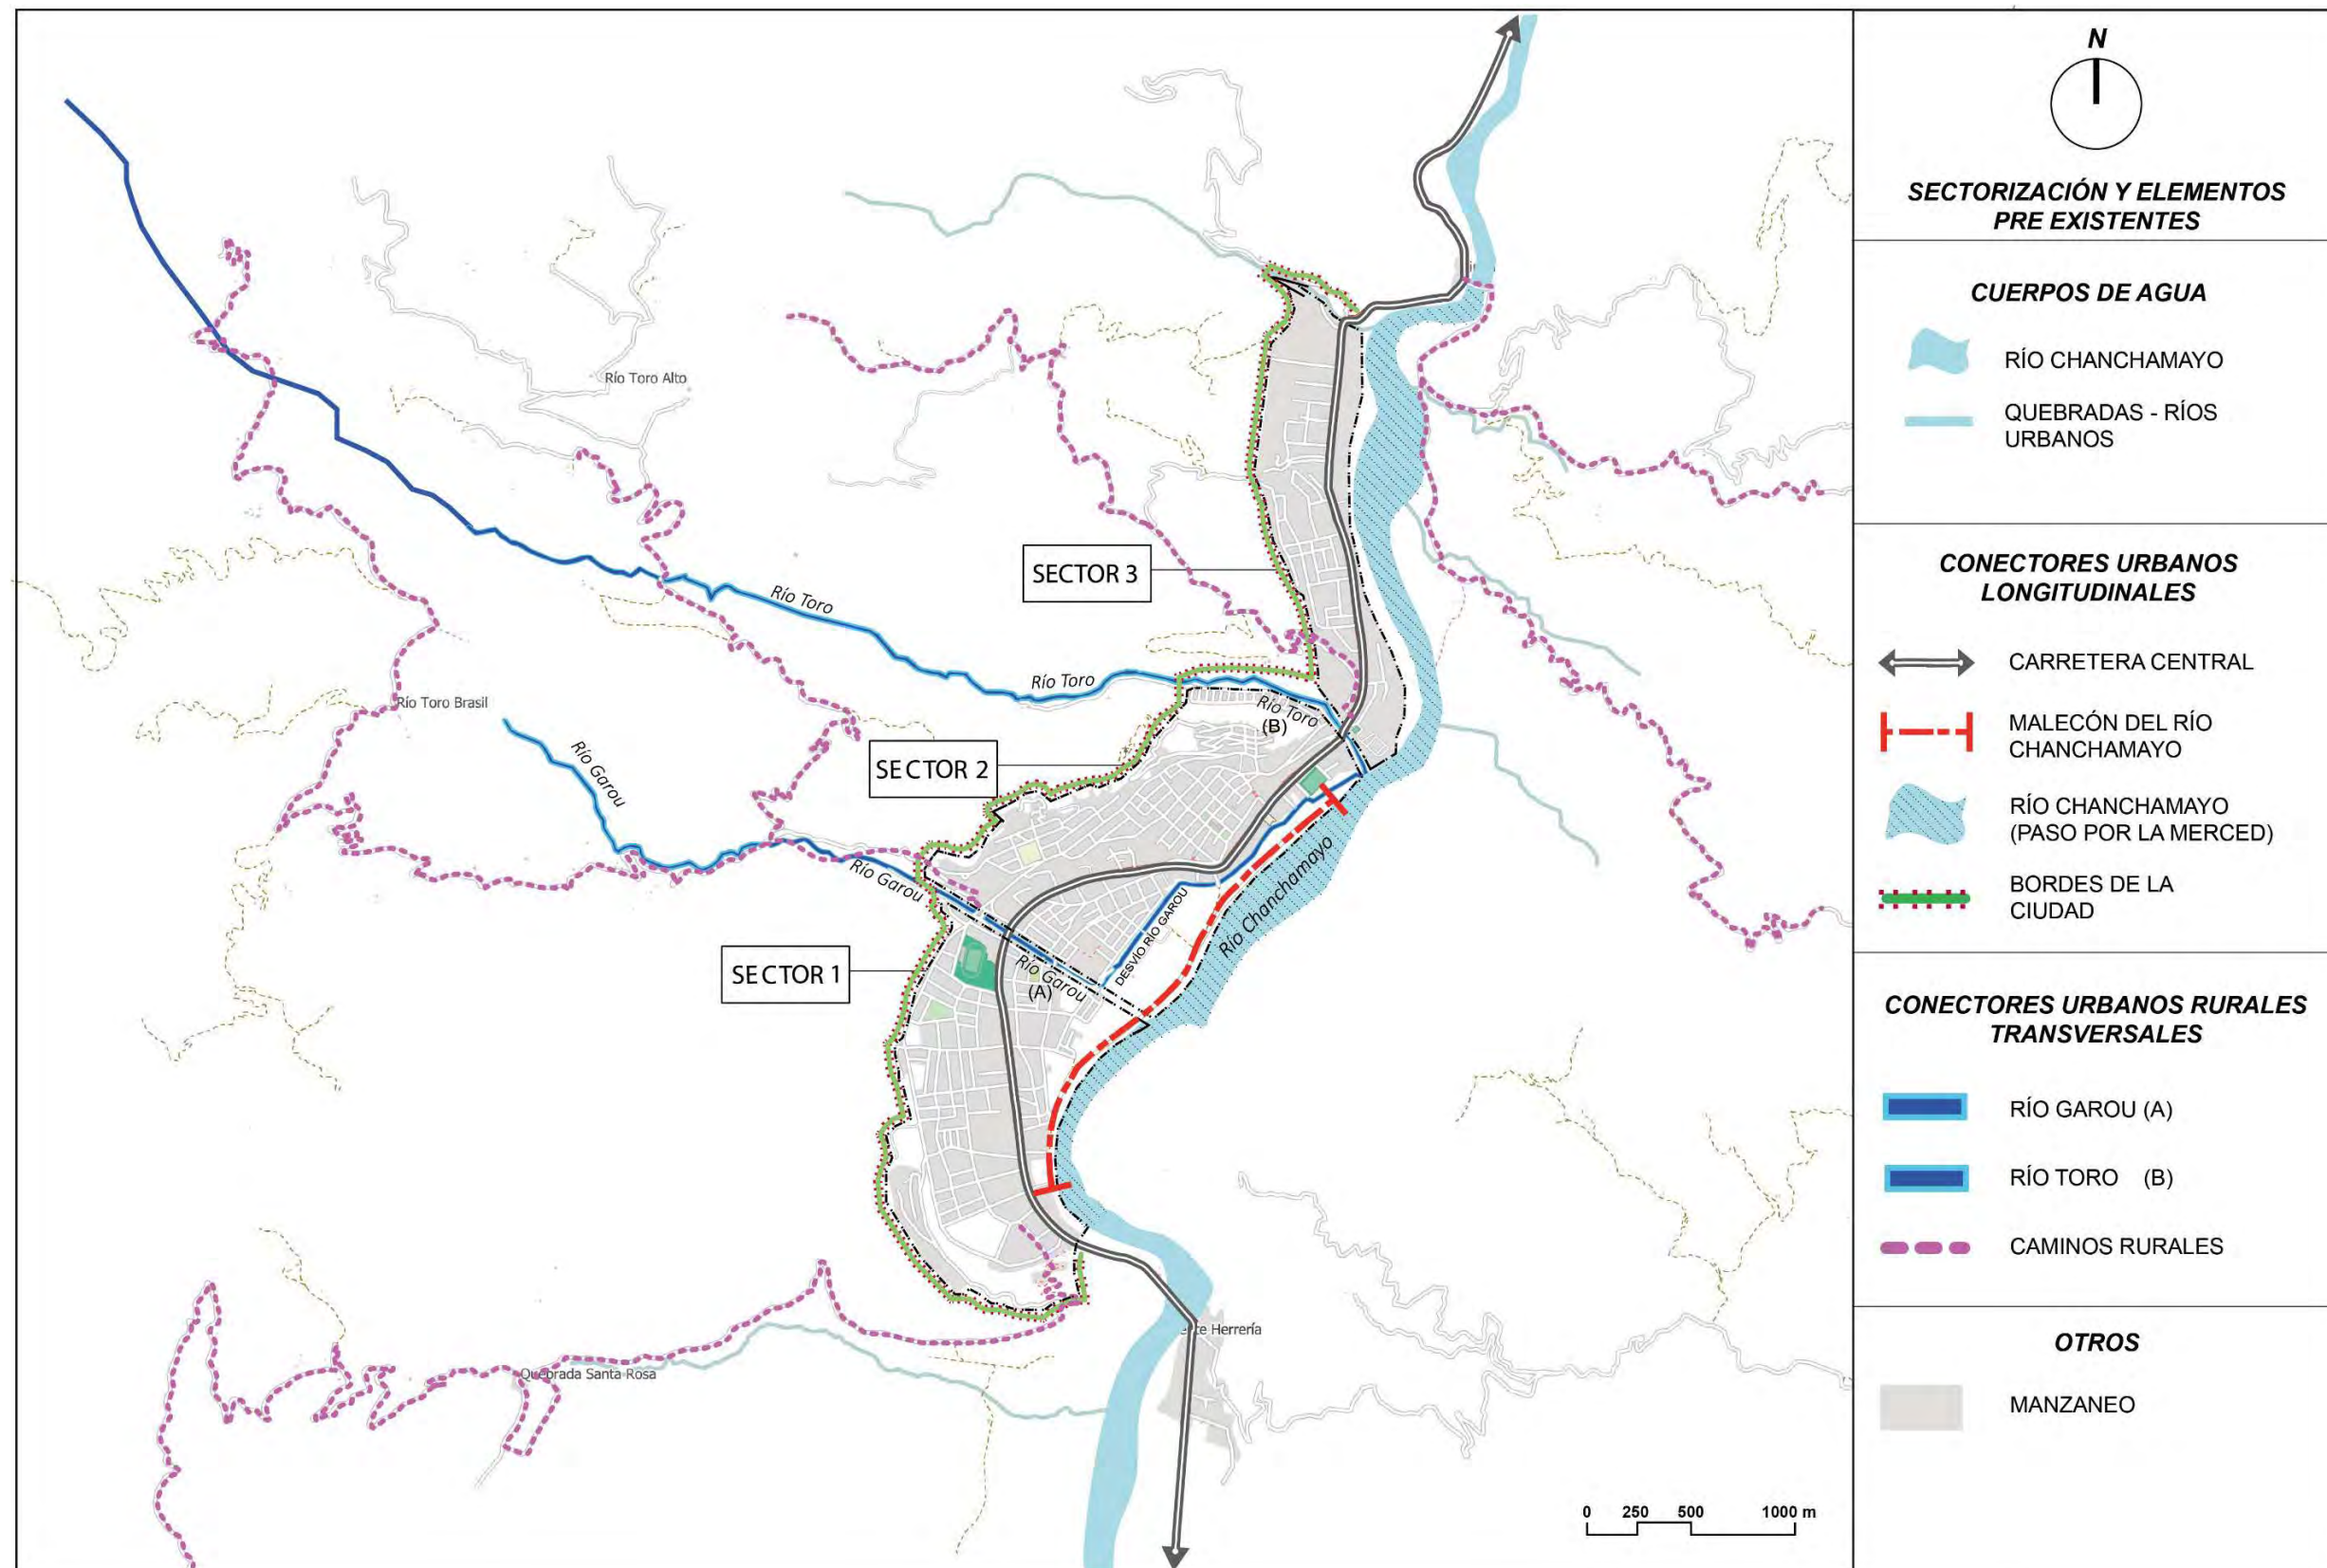 N
SECTORIZACIÓN Y ELEMENTOS
PRE EXISTENTES
CUERPOS DE AGUA
RÍO CHANCHAMAYO
QUEBRADAS - RÍOS
URBANOS
CONECTORES URBANOS
LONGITUDINALES
CARRETERA CENTRAL
MALECÓN DEL RÍO
CHANCHAMAYO
RÍO CHANCHAMAYO
(PASO POR LA MERCED)
BORDES DE LA
CIUDAD
CONECTORES URBANOS RURALES
TRANSVERSALES
RÍO GAROU (A)
RÍO TORO (B)
CAMINOS RURALES
OTROS
MANZANEO
Río Toro Alto
SECTOR 3
Río Toro
Río Toro
Río Toro
(B)
Río Toro Brasil
Río Garou
SECTOR 2
Río Garou
Río Chanchamayo
DESVÍO RÍO GAROU
SECTOR 1
Río Garou
(A)
Herrería
Quebrada Santa Rosa
0 250 500 1000 m